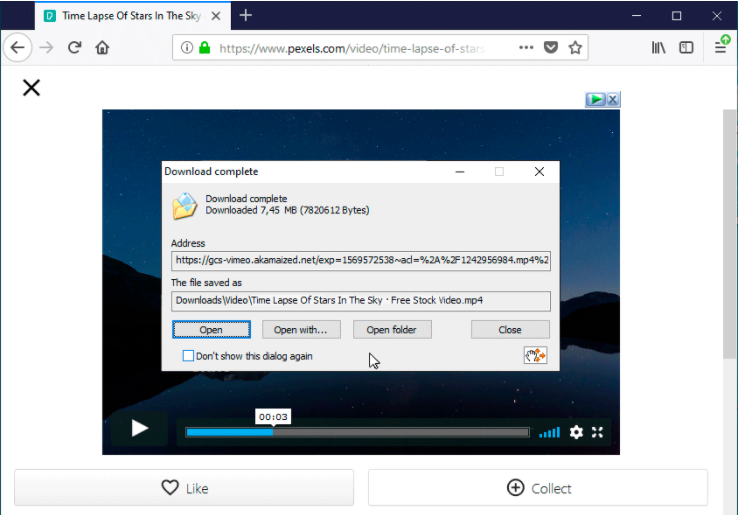 Time Lapse Of Stars In The Sky
https://www.pexels.com/video/time-lapse-of-stars
Download complete
Download complete
Downloaded 7,45 MB (7820612 Bytes)
Address
https://gcs-vimeo.akamaized.net/exp=1569572538~acl=%2A%2F1242956984.mp4%2
The file saved as
Downloads\Video\Time Lapse Of Stars In The Sky · Free Stock Video.mp4
Open Open with... Open folder Close
Don't show this dialog again
00:03
Like Collect